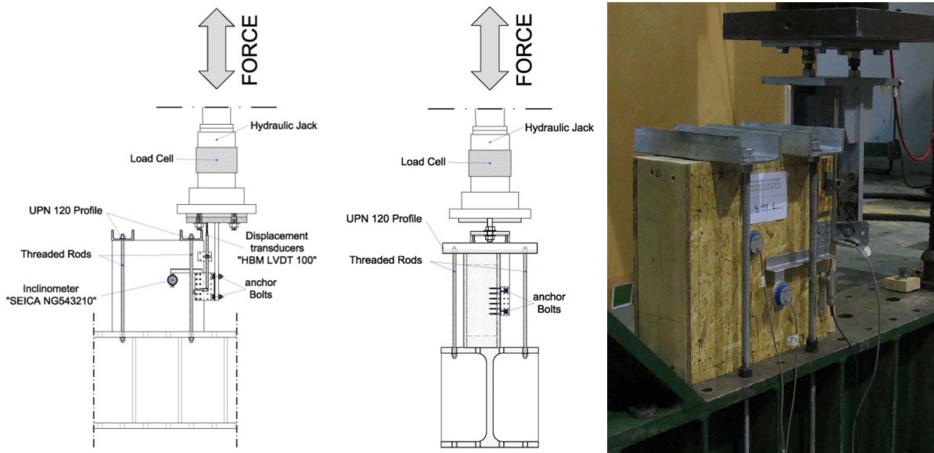 FORCE
Hydraulic Jack
Load Cell
UPN 120 Profile
Displacement
transducers
"HBM LVDT 100"
Threaded Rods
Inclinometer
"SEICA NG543210"
anchor
Bolts
FORCE
Hydraulic Jack
Load Cell
UPN 120 Profile
Threaded Rods
anchor
Bolts